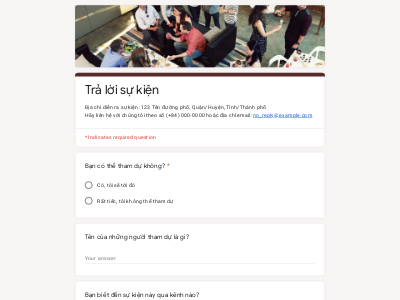 Trả lời sự kiện
Địa chỉ diễn ra sự kiện: 123 Tên đường phố, Quận/Huyện, Tỉnh/Thành phố
Hãy liên hệ với chúng tôi theo số (+84) 000-0000 hoặc địa chỉ email: no_reply@example.com
* Indicates required question
Bạn có thể tham dự không? *
Có, tôi sẽ tới đó
Rất tiếc, tôi không thể tham dự
Tên của những người tham dự là gì?
Your answer
Bạn biết đến sự kiện này qua kênh nào?